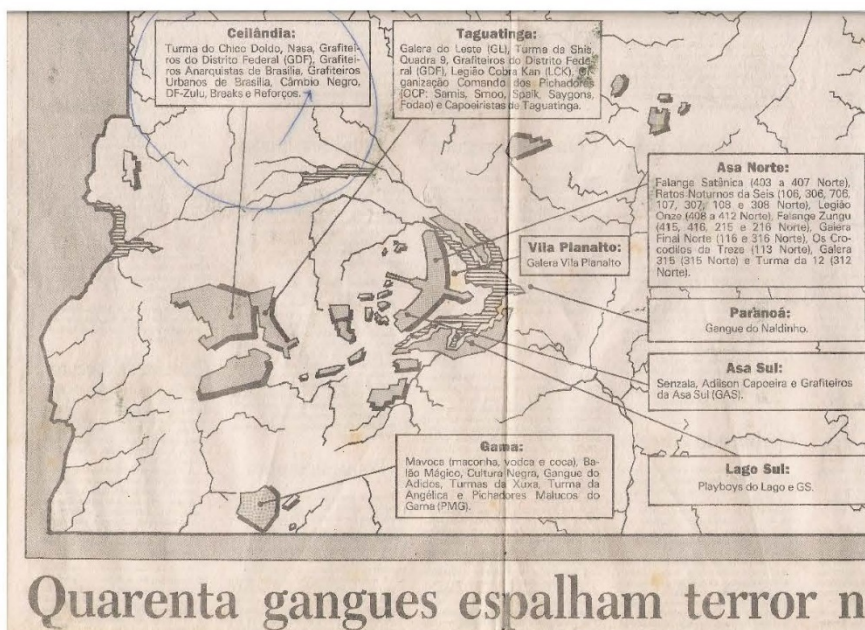 Ceilândia:
Turma do Chico Doido, Nasa, Grafitei-
ros do Distrito Federal (GDF), Grafitei-
ros Anarquistas de Brasília, Grafiteiros
Urbanos de Brasília, Câmbio Negro,
DF-Zulu, Breaks e Reforços.
Taguatinga:
Galera do Leste (GL), Turma da Shis,
Quadra 9, Grafiteiros do Distrito Fede-
ral (GDF), Legião Cobra Kan (LCK), Or-
ganização Comando dos Pichadores
(OCP: Samis, Smoo, Spaik, Saygona,
Fodao) e Capoeiristas de Taguatinga.
Asa Norte:
Falange Satânica (403 a 407 Norte),
Ratos Noturnos da Seis (106, 306, 706,
107, 307, 108 e 308 Norte), Legião
Onze (408 a 412 Norte), Falange Zungu
(415, 416, 215 e 216 Norte), Galera
Final Norte (116 e 316 Norte), Os Cro-
codilos da Treze (113 Norte), Galera
315 (315 Norte) e Turma da 12 (312
Norte).
Vila Planalto:
Galera Vila Planalto
Paranoá:
Gangue do Naldinho.
Asa Sul:
Senzala, Adilson Capoeira e Grafiteiros
da Asa Sul (GAS).
Gama:
Mavoca (maconha, vodca e coca), Ba-
lão Mágico, Cultura Negra, Gangue do
Adidos, Turmas da Xuxa, Turma da
Angélica e Pichadores Malucos do
Gama (PMG).
Lago Sul:
Playboys do Lago e GS.
Quarenta gangues espalham terror n